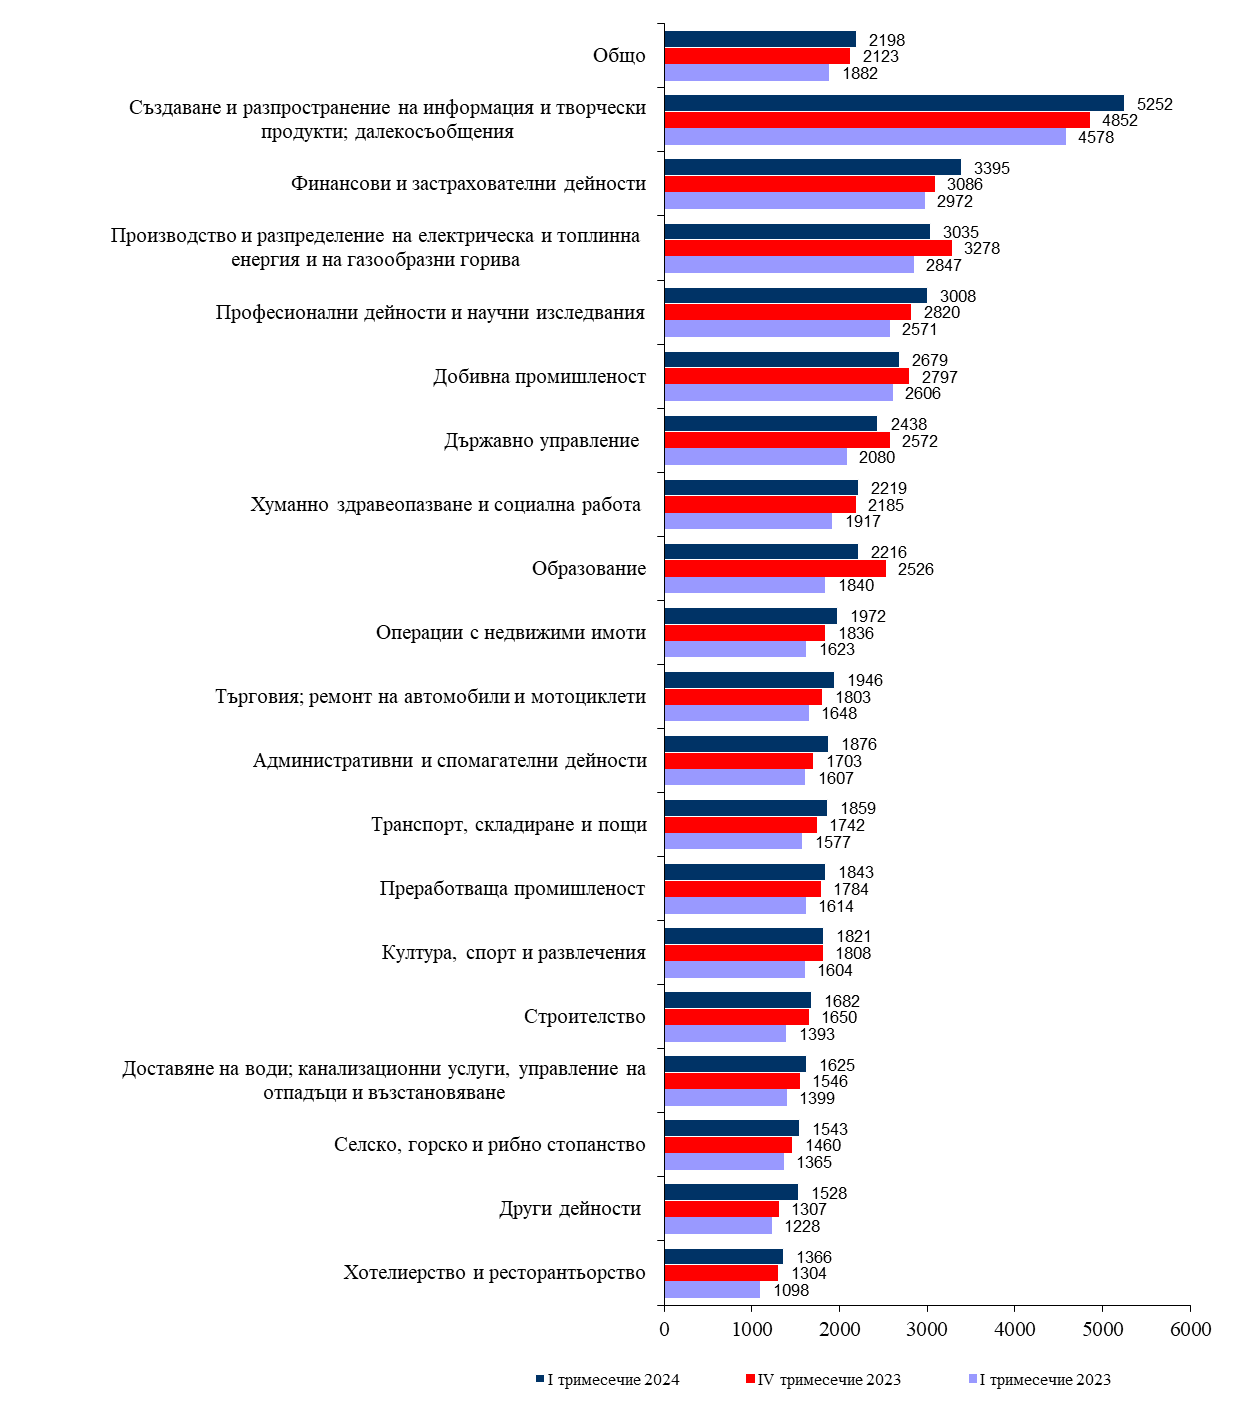 Общо
2198
2123
1882
Създаване и разпространение на информация и творчески
продукти; далекосъобщения
5252
4852
4578
Финансови и застрахователни дейности
3395
3086
2972
Производство и разпределение на електрическа и топлинна
енергия и на газообразни горива
3035
3278
2847
Професионални дейности и научни изследвания
3008
2820
2571
Добивна промишленост
2679
2797
2606
Държавно управление
2438
2572
2080
Хуманно здравеопазване и социална работа
2219
2185
1917
Образование
2216
2526
1840
Операции с недвижими имоти
1972
1836
1623
Търговия; ремонт на автомобили и мотоциклети
1946
1803
1648
Административни и спомагателни дейности
1876
1703
1607
Транспорт, складиране и пощи
1859
1742
1577
Преработваща промишленост
1843
1784
1614
Култура, спорт и развлечения
1821
1808
1604
Строителство
1682
1650
1393
Доставяне на води; канализационни услуги, управление на
отпадъци и възстановяване
1625
1546
1399
Селско, горско и рибно стопанство
1543
1460
1365
Други дейности
1528
1307
1228
Хотелиерство и ресторантьорство
1366
1304
1098
0 1000 2000 3000 4000 5000 6000
I тримесечие 2024 IV тримесечие 2023 I тримесечие 2023